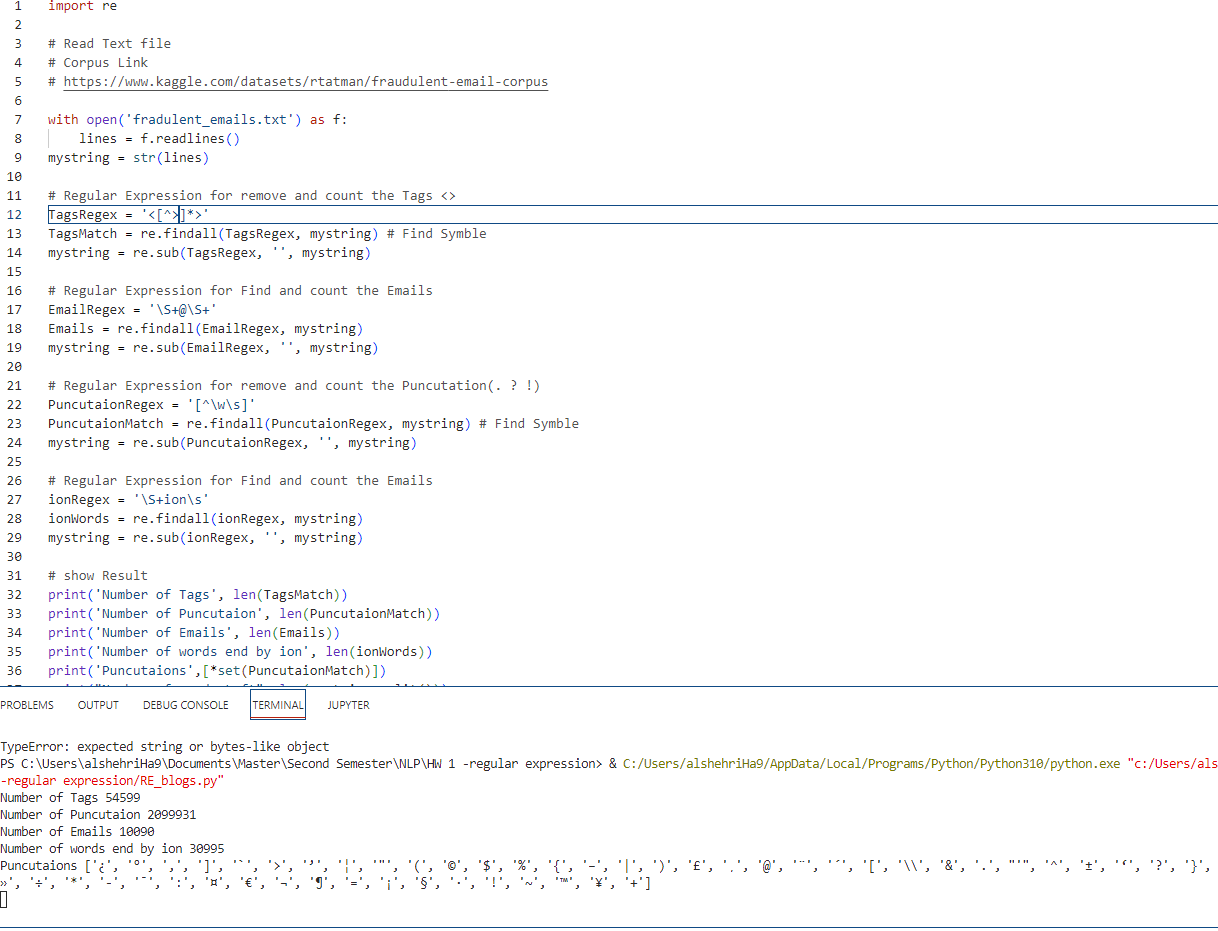 1 import re
2
3 # Read Text file
4 # Corpus Link
5 # https://www.kaggle.com/datasets/rtatman/fraudulent-email-corpus
6
7 with open('fradulent_emails.txt') as f:
8 lines = f.readlines()
9 mystring = str(lines)
10
11 # Regular Expression for remove and count the Tags <>
12 TagsRegex = '<[^>]*>'
13 TagsMatch = re.findall(TagsRegex, mystring) # Find Symble
14 mystring = re.sub(TagsRegex, '', mystring)
15
16 # Regular Expression for Find and count the Emails
17 EmailRegex = '\S+@\S+'
18 Emails = re.findall(EmailRegex, mystring)
19 mystring = re.sub(EmailRegex, '', mystring)
20
21 # Regular Expression for remove and count the Puncutation(. ? !)
22 PuncutaionRegex = '[^\w\s]'
23 PuncutaionMatch = re.findall(PuncutaionRegex, mystring) # Find Symble
24 mystring = re.sub(PuncutaionRegex, '', mystring)
25
26 # Regular Expression for Find and count the Emails
27 ionRegex = '\S+ion\s'
28 ionWords = re.findall(ionRegex, mystring)
29 mystring = re.sub(ionRegex, '', mystring)
30
31 # show Result
32 print('Number of Tags', len(TagsMatch))
33 print('Number of Puncutaion', len(PuncutaionMatch))
34 print('Number of Emails', len(Emails))
35 print('Number of words end by ion', len(ionWords))
36 print('Puncutaions',[*set(PuncutaionMatch)])
PROBLEMS OUTPUT DEBUG CONSOLE TERMINAL JUPYTER
TypeError: expected string or bytes-like object
PS C:\Users\alshehriHa9\Documents\Master\Second Semester\NLP\HW 1 -regular expression> & C:/Users/alshehriHa9/AppData/Local/Programs/Python/Python310/python.exe "c:/Users/als
-regular expression/RE_blogs.py"
Number of Tags 54599
Number of Puncutaion 2099931
Number of Emails 10090
Number of words end by ion 30995
Puncutaions ['¿', '°', ',', ']', '`', '>', '’', '¦', '"', '(', '©', '$', '%', '{', '–', '|', ')', '£', '¸', '@', '¨', '´', '[', '\\', '&', '.', "'", '^', '±', '‘', '?', '}',
»', '÷', '*', '-', '¯', ':', '¤', '€', '¬', '¶', '=', '¡', '§', '·', '!', '~', '™', '¥', '+']